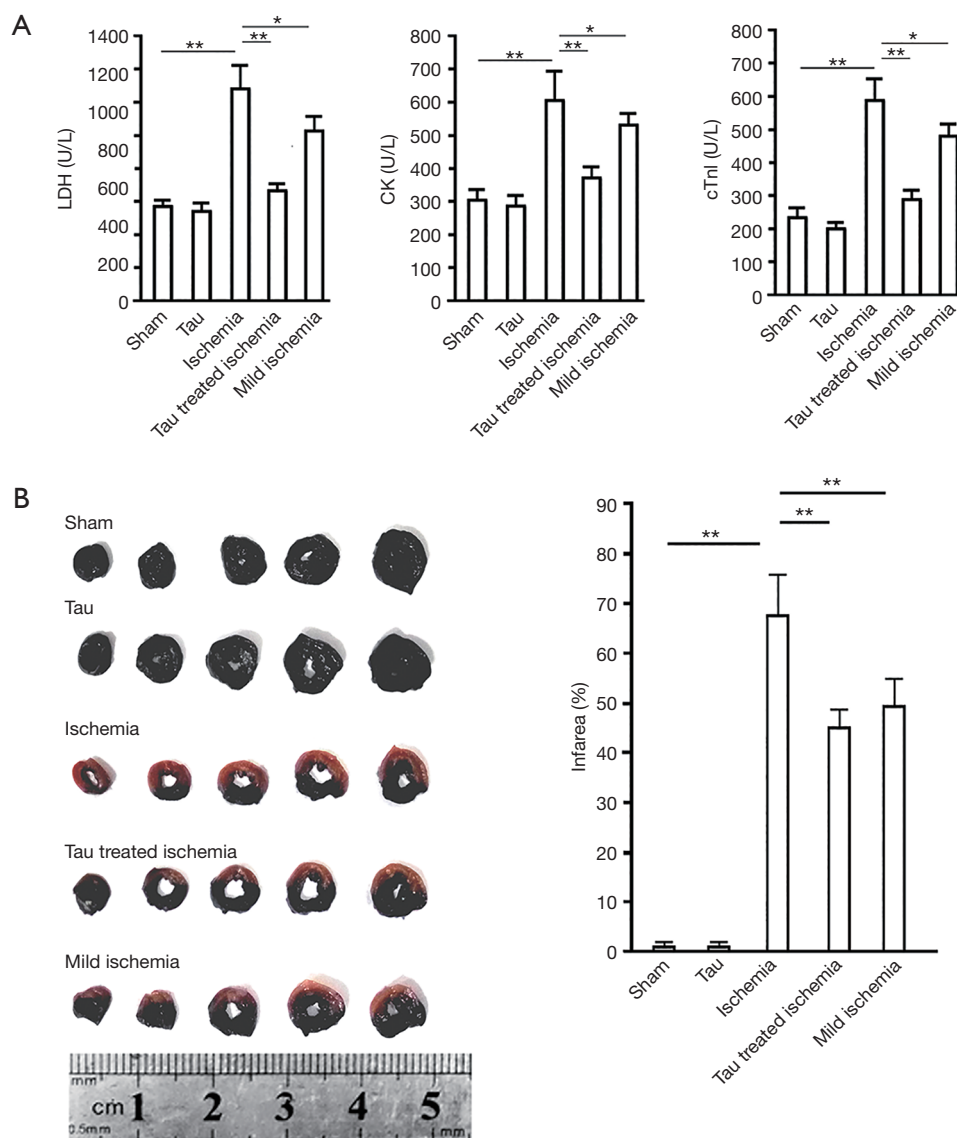 A
**
**
*
1400
1200
1000
800
600
400
200
0
LDH (U/L)
Sham
Tau
Ischemia
Tau treated ischemia
Mild ischemia
**
**
*
800
700
600
500
400
300
200
100
0
CK (U/L)
Sham
Tau
Ischemia
Tau treated ischemia
Mild ischemia
**
**
*
800
700
600
500
400
300
200
100
0
cTnI (U/L)
Sham
Tau
Ischemia
Tau treated ischemia
Mild ischemia
B
Sham
Tau
Ischemia
Tau treated ischemia
Mild ischemia
mm
cm 1 2 3 4 5
0.5mm mm
**
**
**
90
80
70
60
50
40
30
20
10
0
Infarea (%)
Sham
Tau
Ischemia
Tau treated ischemia
Mild ischemia